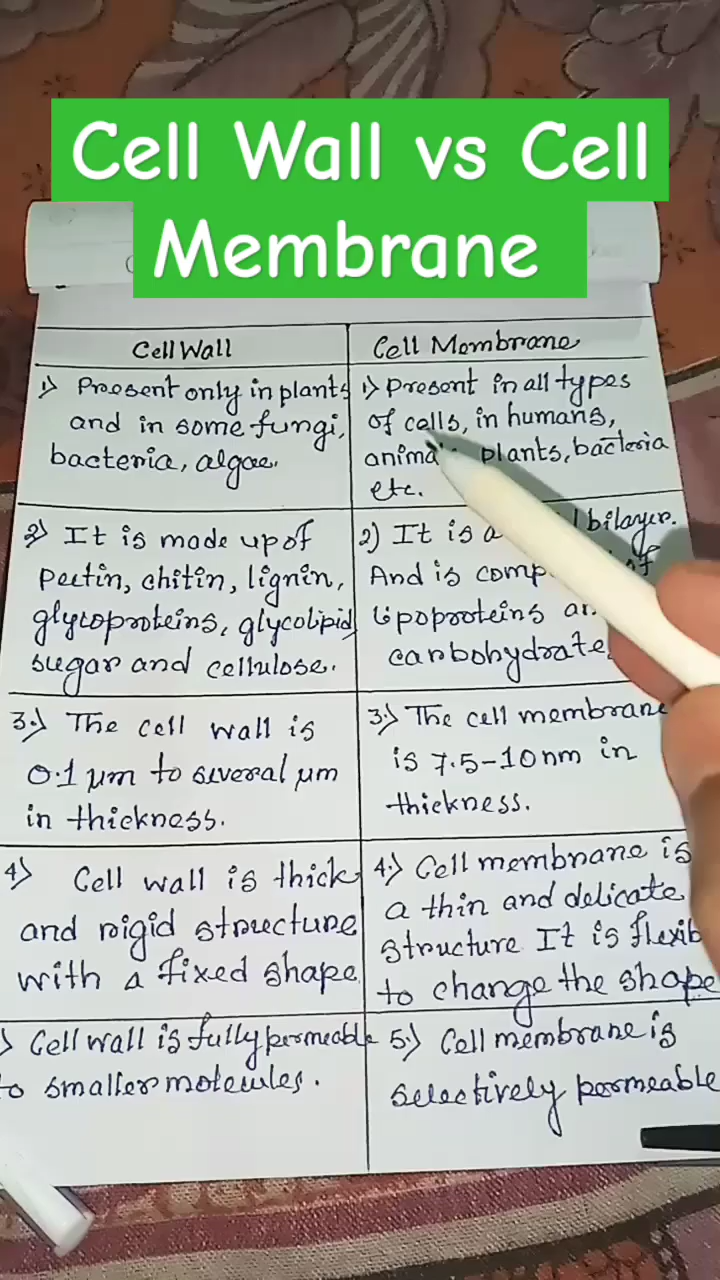 Cell Wall vs Cell
Membrane
Cell Wall
1) Present only in plants
and in some fungi,
bacteria, algae.
2) It is made up of
Pectin, chitin, lignin,
glycoproteins, glycolipid,
sugar and cellulose.
3.) The cell wall is
0.1 μm to several μm
in thickness.
4) Cell wall is thick
and rigid structure
with a fixed shape.
) Cell wall is fully permeable
to smaller molecules.
Cell Membrane
1) Present in all types
of cells, in humans,
plants, bacteria
etc.
2) It is a bilayer.
And is of
Lipoproteins
carbohydrate.
3.) The cell membrane
is 7.5-10nm in
thickness.
4.) Cell membrane is
a thin and delicate
structure It is
to change the shape
5.) Cell membrane is
selectively permeable